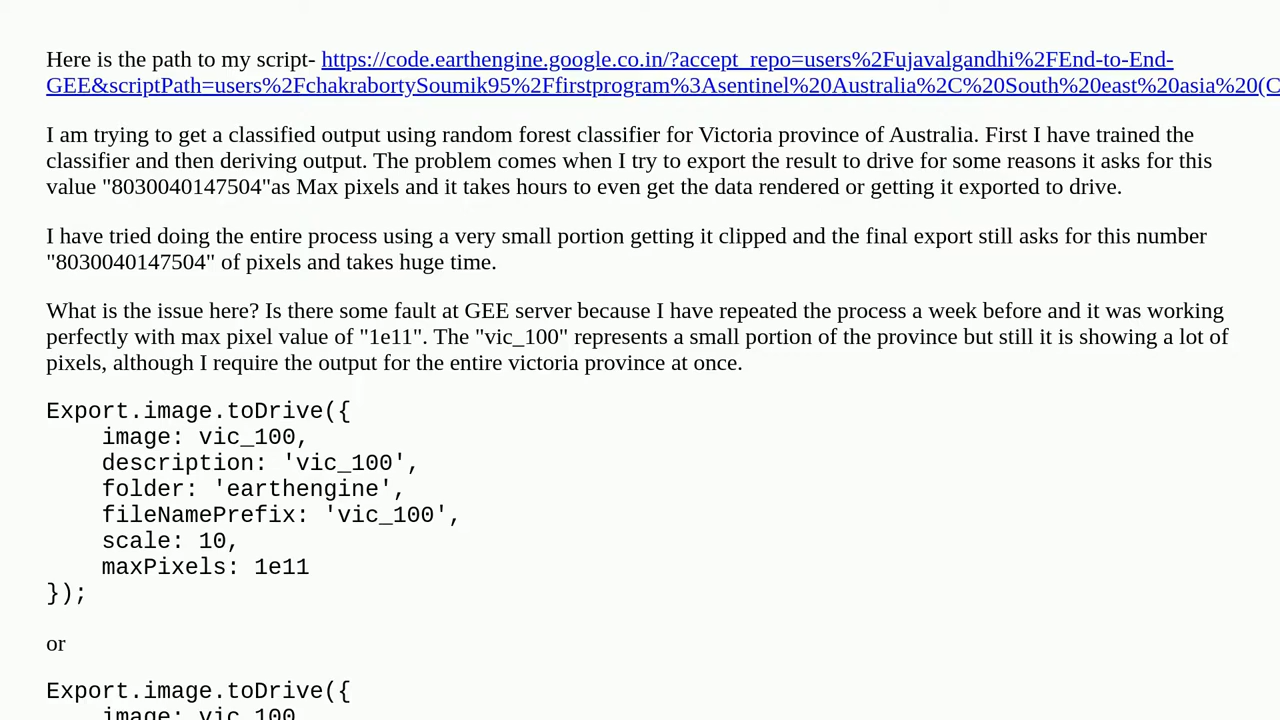 Here is the path to my script- https://code.earthengine.google.co.in/?accept_repo=users%2Fujavalgandhi%2FEnd-to-End-
GEE&scriptPath=users%2FchakrabortySoumik95%2Ffirstprogram%3Asentinel%20Australia%2C%20South%20east%20asia%20(C
I am trying to get a classified output using random forest classifier for Victoria province of Australia. First I have trained the
classifier and then deriving output. The problem comes when I try to export the result to drive for some reasons it asks for this
value "8030040147504"as Max pixels and it takes hours to even get the data rendered or getting it exported to drive.
I have tried doing the entire process using a very small portion getting it clipped and the final export still asks for this number
"8030040147504" of pixels and takes huge time.
What is the issue here? Is there some fault at GEE server because I have repeated the process a week before and it was working
perfectly with max pixel value of "1e11". The "vic_100" represents a small portion of the province but still it is showing a lot of
pixels, although I require the output for the entire victoria province at once.
Export.image.toDrive({
    image: vic_100,
    description: 'vic_100',
    folder: 'earthengine',
    fileNamePrefix: 'vic_100',
    scale: 10,
    maxPixels: 1e11
});
or
Export.image.toDrive({
    image: vic_100